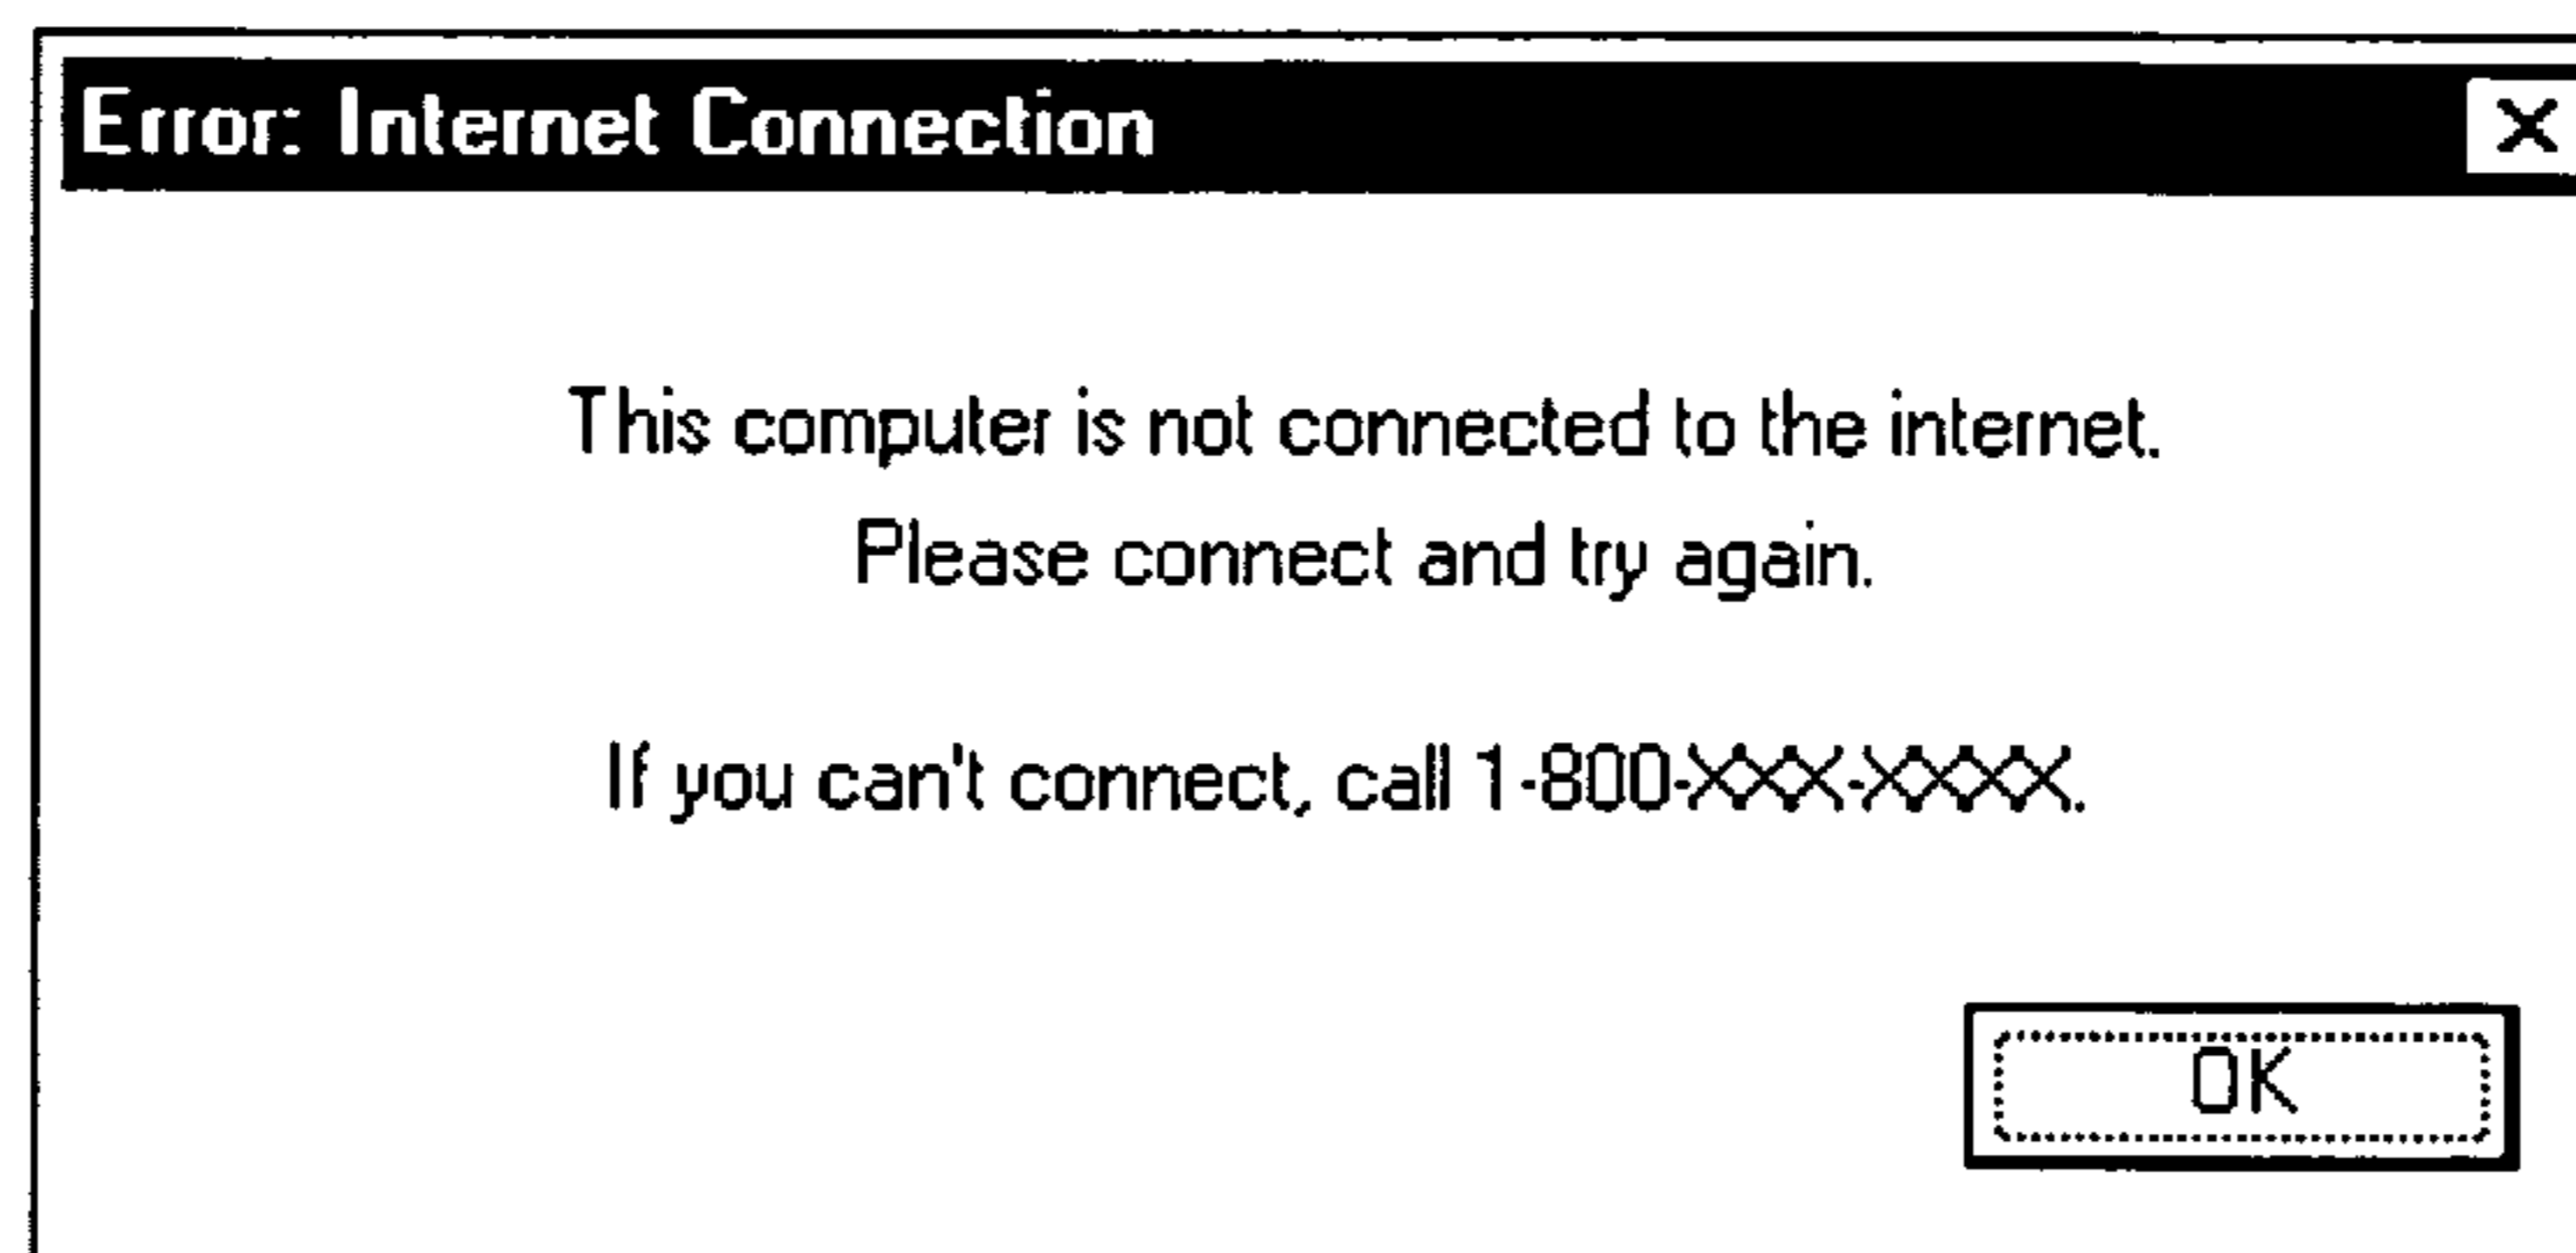 Error: Internet Connection
This computer is not connected to the internet.
Please connect and try again.
If you can't connect, call 1-800-XXX-XXXX.
OK